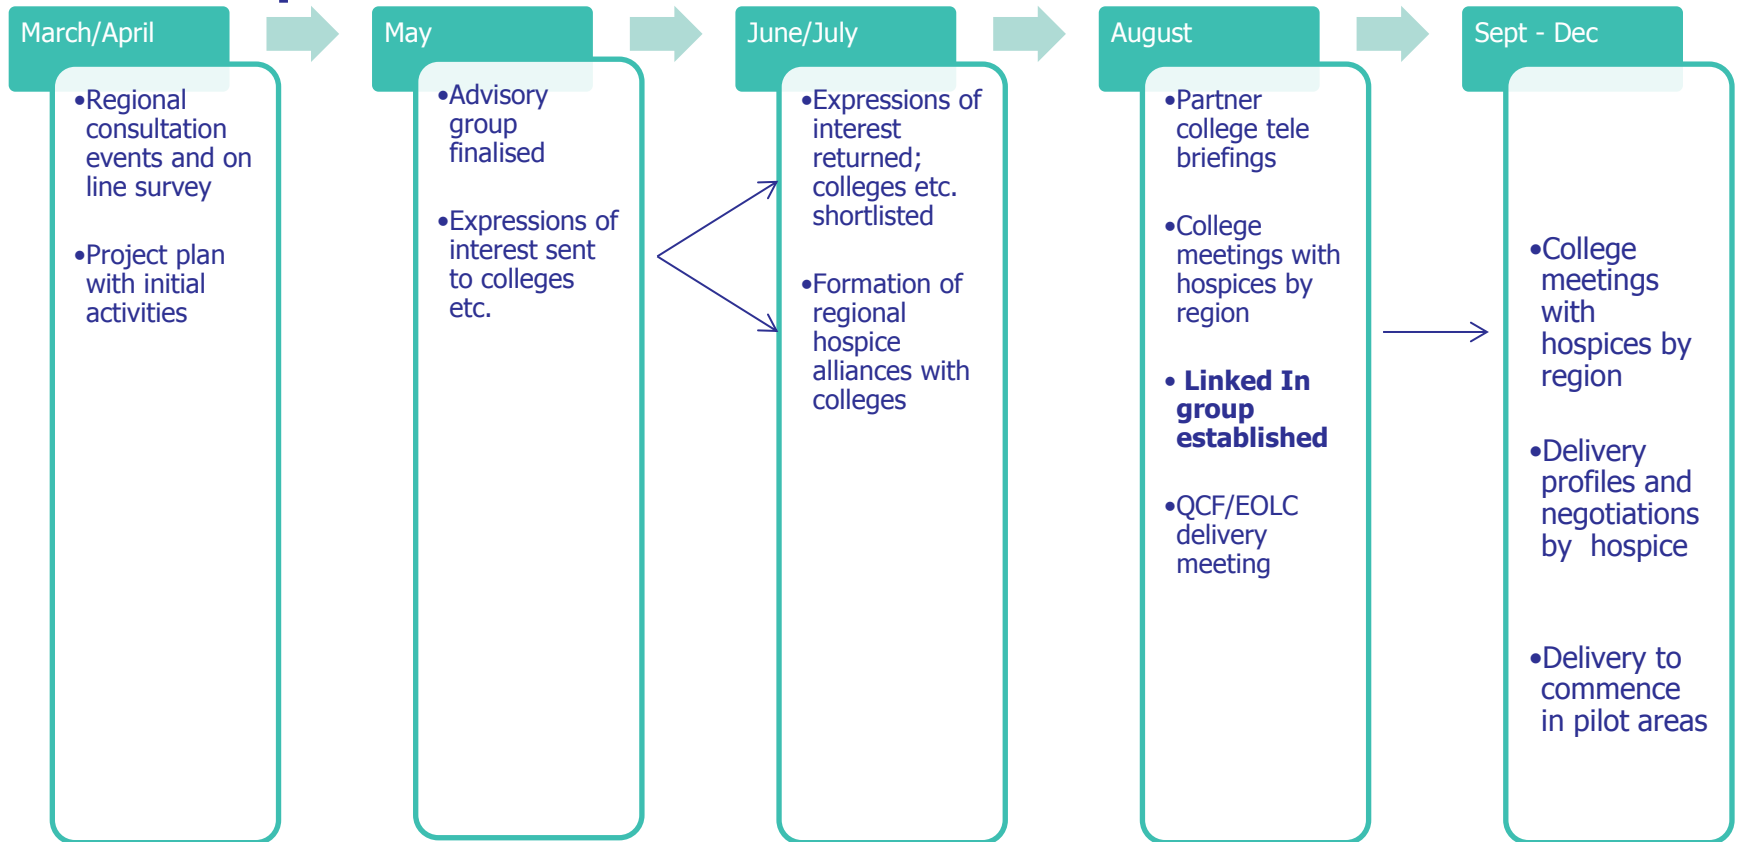 March/April
•Regional
consultation
events and on
line survey
•Project plan
with initial
activities
May
•Advisory
group
finalised
•Expressions of
interest sent
to colleges
etc.
June/July
•Expressions of
interest
returned;
colleges etc.
shortlisted
•Formation of
regional
hospice
alliances with
colleges
August
•Partner
college tele
briefings
•College
meetings with
hospices by
region
• Linked In
group
established
•QCF/EOLC
delivery
meeting
Sept - Dec
•College
meetings
with
hospices by
region
•Delivery
profiles and
negotiations
by  hospice
•Delivery to
commence
in pilot areas